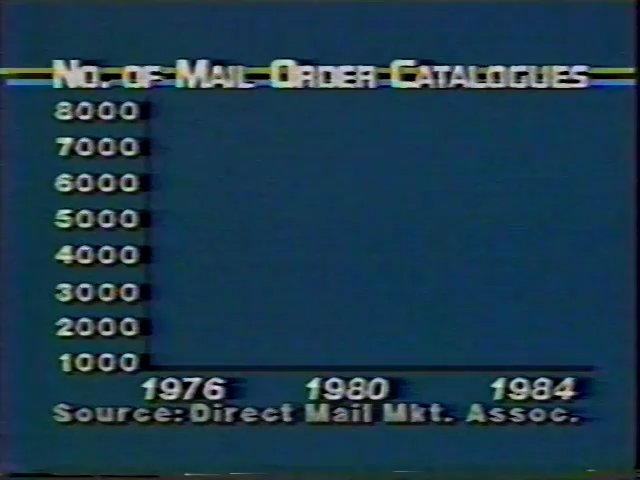 No. of Mail Order Catalogues
8000
7000
6000
5000
4000
3000
2000
1000
1976 1980 1984
Source: Direct Mail Mkt. Assoc.